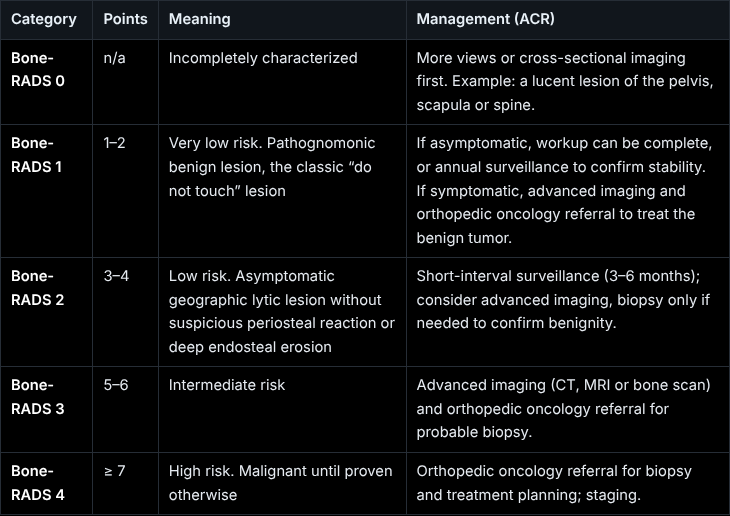 Category Points Meaning Management (ACR)
Bone-RADS 0 n/a Incompletely characterized More views or cross-sectional imaging
first. Example: a lucent lesion of the pelvis,
scapula or spine.
Bone-RADS 1 1–2 Very low risk. Pathognomonic
benign lesion, the classic “do
not touch” lesion
If asymptomatic, workup can be complete,
or annual surveillance to confirm stability.
If symptomatic, advanced imaging and
orthopedic oncology referral to treat the
benign tumor.
Bone-RADS 2 3–4 Low risk. Asymptomatic
geographic lytic lesion without
suspicious periosteal reaction or
deep endosteal erosion
Short-interval surveillance (3–6 months);
consider advanced imaging, biopsy only if
needed to confirm benignity.
Bone-RADS 3 5–6 Intermediate risk Advanced imaging (CT, MRI or bone scan)
and orthopedic oncology referral for
probable biopsy.
Bone-RADS 4 ≥ 7 High risk. Malignant until proven
otherwise
Orthopedic oncology referral for biopsy
and treatment planning; staging.